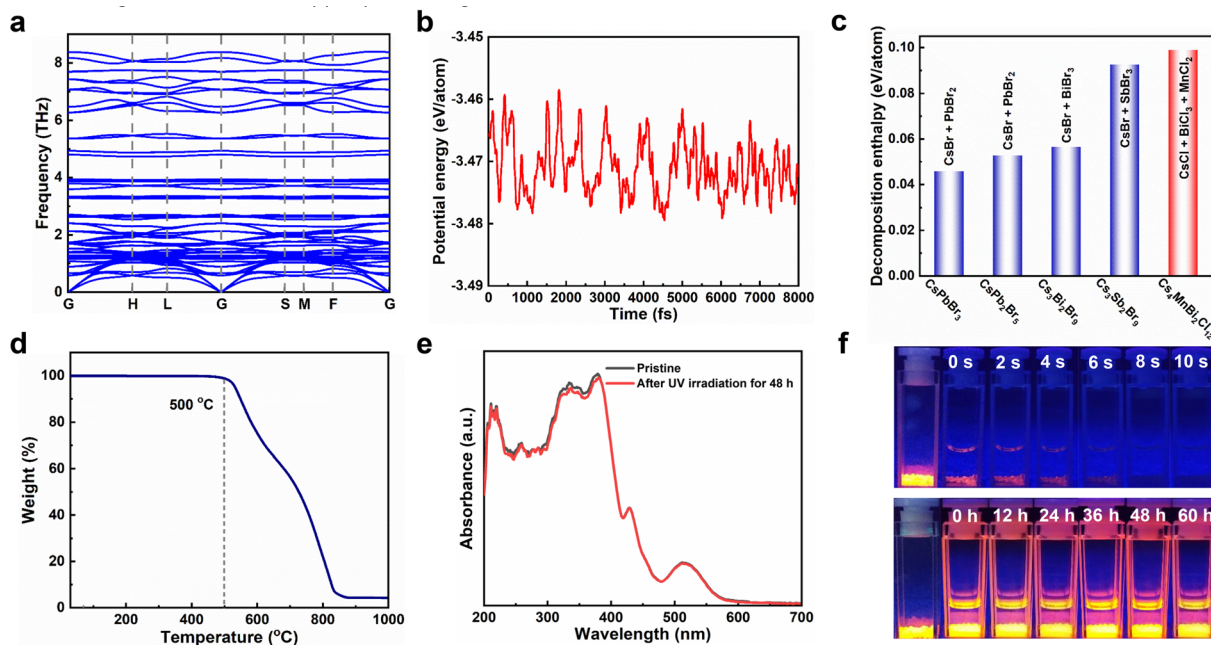 a
8
6
4
2
0
Frequency (THz)
G H L G S M F G
b
-3.45
-3.46
-3.47
-3.48
-3.49
Potential energy (eV/atom)
0 1000 2000 3000 4000 5000 6000 7000 8000
Time (fs)
c
0.10
0.08
0.06
0.04
0.02
0.00
Decomposition enthalpy (eV/atom)
CsBr + PbBr₂
CsBr + PbBr₂
CsBr + BiBr₃
CsBr + SbBr₃
CsCl + BiCl₃ + MnCl₂
CsPbBr₃
CsPb₂Br₅
Cs₃Bi₂Br₉
Cs₃Sb₂Br₉
Cs₄MnBi₂Cl₁₂
d
100
80
60
40
20
0
Weight (%)
500 °C
200 400 600 800 1000
Temperature (°C)
e
Pristine
After UV irradiation for 48 h
Absorbance (a.u.)
200 300 400 500 600 700
Wavelength (nm)
f
0 s 2 s 4 s 6 s 8 s 10 s
0 h 12 h 24 h 36 h 48 h 60 h